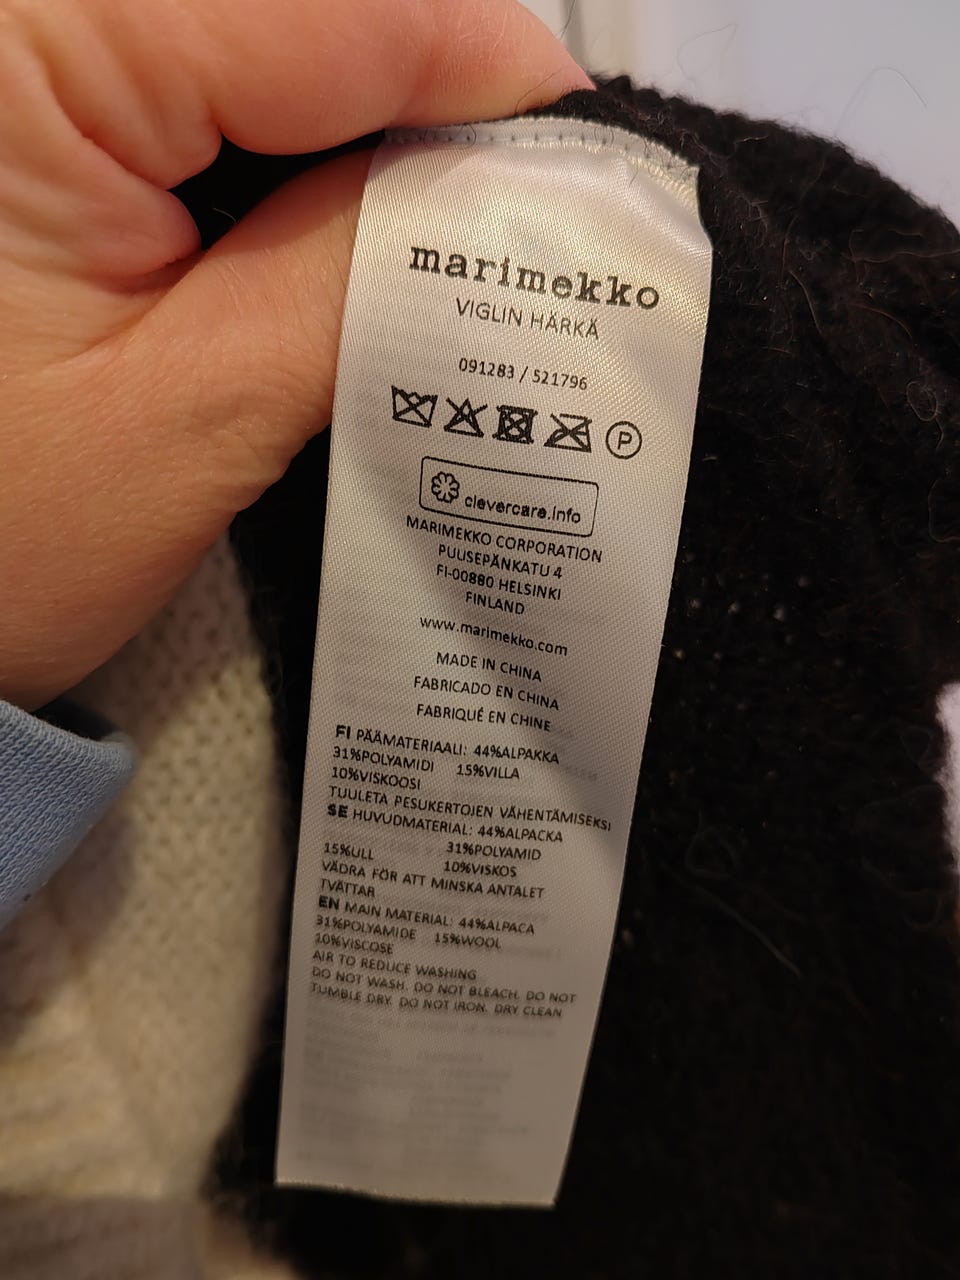 marimekko
VIGLIN HÄRKÄ
091283 / 521796
P
clevercare.info
MARIMEKKO CORPORATION
PUUSEPÄNKATU 4
FI-00880 HELSINKI
FINLAND
www.marimekko.com
MADE IN CHINA
FABRICADO EN CHINA
FABRIQUÉ EN CHINE
FI PÄÄMATERIAALI: 44%ALPAKKA
31%POLYAMIDI 15%VILLA
10%VISKOOSI
TUULETA PESUKERTOJEN VÄHENTÄMISEKSI
SE HUVUDMATERIAL: 44%ALPACKA
31%POLYAMID
15%ULL 10%VISKOS
VÄDRA FÖR ATT MINSKA ANTALET
TVÄTTAR
EN MAIN MATERIAL: 44%ALPACA
31%POLYAMIDE 15%WOOL
10%VISCOSE
AIR TO REDUCE WASHING
DO NOT WASH. DO NOT BLEACH. DO NOT
TUMBLE DRY. DO NOT IRON. DRY CLEAN